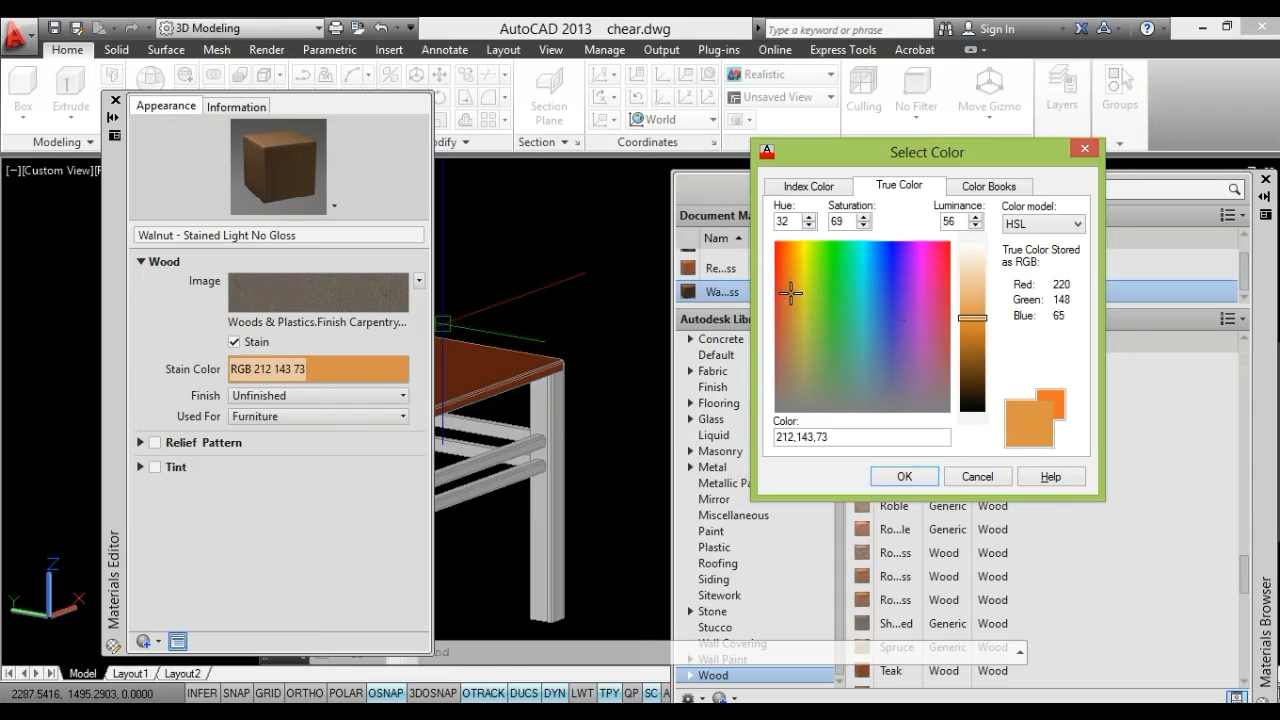 3D Modeling
AutoCAD 2013 chear.dwg
Type a keyword or phrase
Sign In
Home Solid Surface Mesh Render Parametric Insert Annotate Layout View Manage Output Plug-ins Online Express Tools Acrobat
Box Extrude
Section
Plane
World
Realistic
Unsaved View
Culling No Filter Move Gizmo
Layers Groups
Modeling
Section
Coordinates
Appearance Information
Walnut - Stained Light No Gloss
Wood
Image
Woods & Plastics.Finish Carpentry...
Stain
Stain Color RGB 212 143 73
Finish Unfinished
Used For Furniture
Relief Pattern
Tint
Materials Editor
[−][Custom View]
Select Color
Index Color True Color Color Books
Hue: Saturation: Luminance: Color model:
32 69 56 HSL
True Color Stored
as RGB:
Red: 220
Green: 148
Blue: 65
Color:
212,143,73
OK Cancel Help
Document Ma
Nam
Re...ss
Wa...ss
Autodesk Lib
Concrete
Default
Fabric
Finish
Flooring
Glass
Liquid
Masonry
Metal
Metallic Pa
Mirror
Miscellaneous
Paint
Plastic
Roofing
Siding
Sitework
Stone
Stucco
Wall Covering
Wall Paint
Wood
Roble Generic Wood
Ro...le Generic Wood
Ro...ss Wood Wood
Ro...ss Wood Wood
Ro...ss Wood Wood
Sh...ed Generic Wood
Spruce Generic Wood
Teak Wood Wood
Materials Browser
Z
Y X
Model Layout1 Layout2
INFER SNAP GRID ORTHO POLAR OSNAP 3DOSNAP OTRACK DUCS DYN LWT TPY QP SC